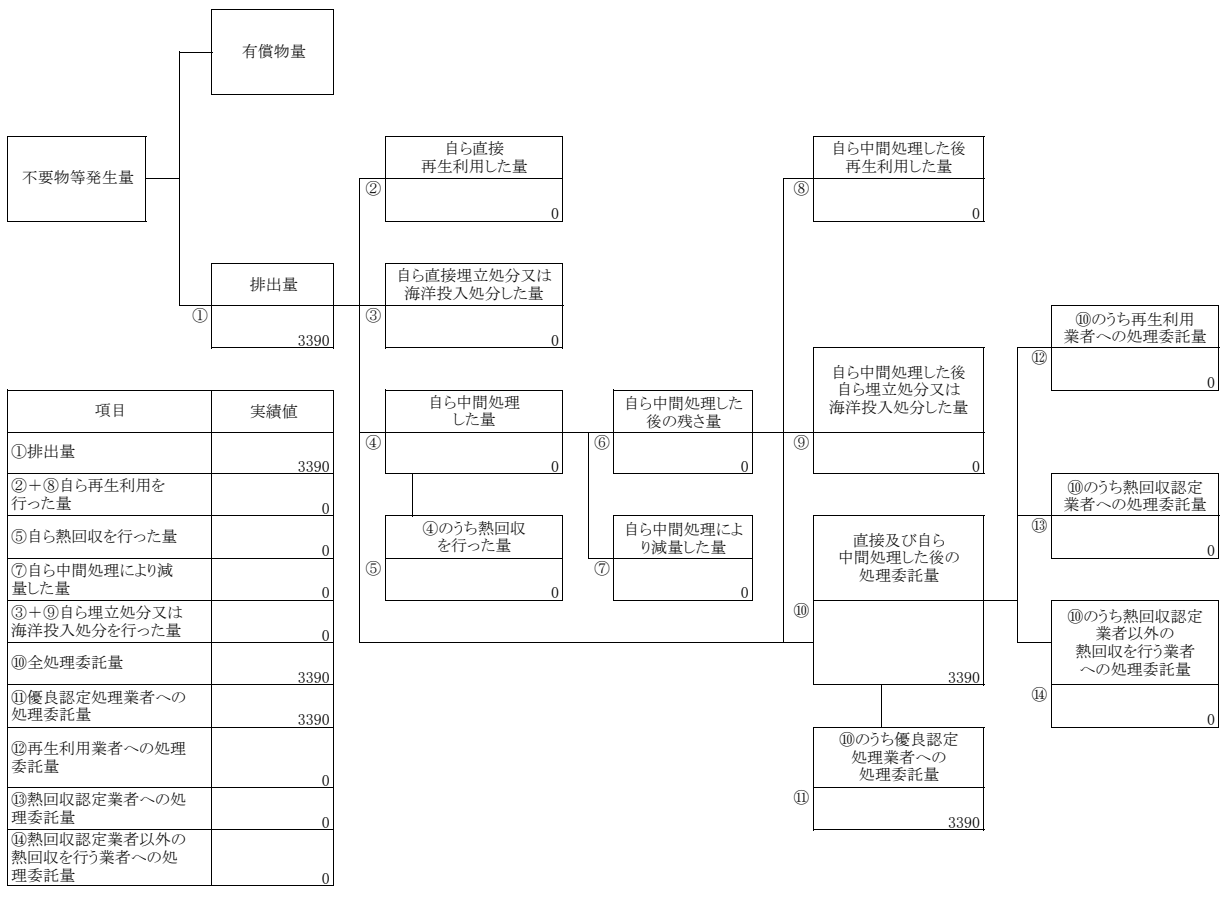 有償物量
不要物等発生量
自ら直接
再生利用した量
②
0
自ら中間処理した後
再生利用した量
⑧
0
排出量
①
3390
自ら直接埋立処分又は
海洋投入処分した量
③
0
⑩のうち再生利用
業者への処理委託量
⑫
0
自ら中間処理
した量
④
0
自ら中間処理した
後の残さ量
⑥
0
自ら中間処理した後
自ら埋立処分又は
海洋投入処分した量
⑨
0
⑩のうち熱回収認定
業者への処理委託量
⑬
0
④のうち熱回収
を行った量
⑤
0
自ら中間処理によ
り減量した量
⑦
0
直接及び自ら
中間処理した後の
処理委託量
⑩
3390
⑩のうち熱回収認定
業者以外の
熱回収を行う業者
への処理委託量
⑭
0
⑩のうち優良認定
処理業者への
処理委託量
⑪
3390
項目 実績値
①排出量
3390
②＋⑧自ら再生利用を
行った量
0
⑤自ら熱回収を行った量
0
⑦自ら中間処理により減
量した量
0
③＋⑨自ら埋立処分又は
海洋投入処分を行った量
0
⑩全処理委託量
3390
⑪優良認定処理業者への
処理委託量
3390
⑫再生利用業者への処理
委託量
0
⑬熱回収認定業者への処
理委託量
0
⑭熱回収認定業者以外の
熱回収を行う業者への処
理委託量
0